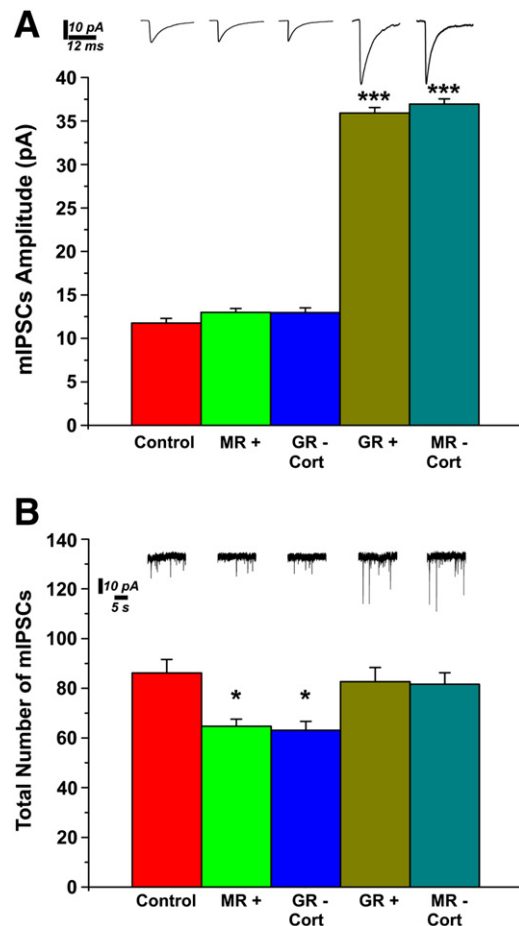 A
10 pA
12 ms
mIPSCs Amplitude (pA)
40
35
30
25
20
15
10
5
0
*** ***
Control MR + GR - Cort GR + MR - Cort
B
10 pA
5 s
Total Number of mIPSCs
140
120
100
80
60
40
20
0
* *
Control MR + GR - Cort GR + MR - Cort